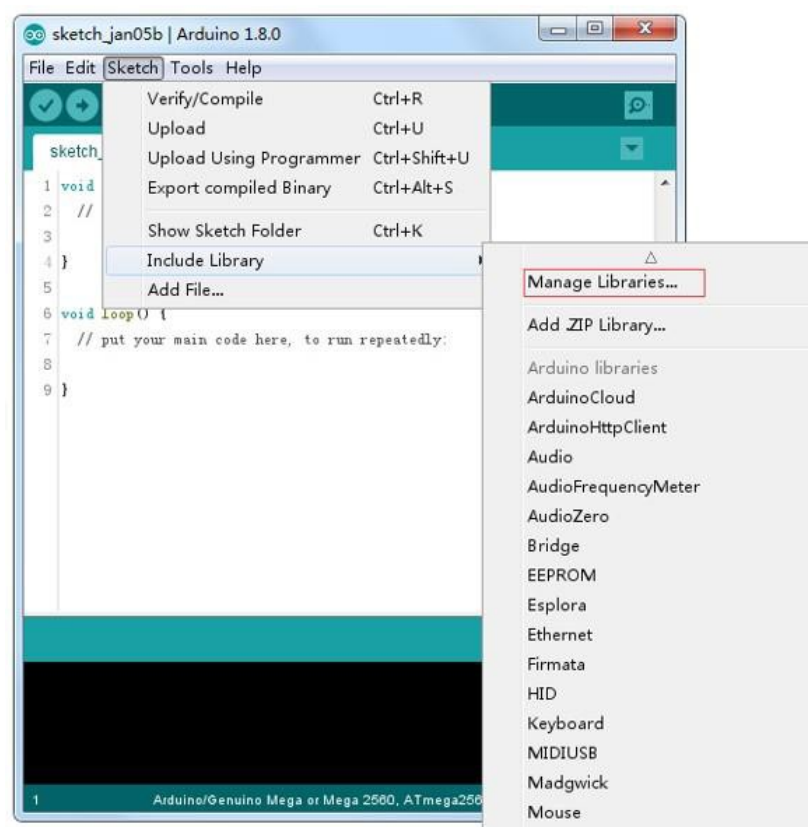 sketch_jan05b | Arduino 1.8.0
File Edit Sketch Tools Help
Verify/Compile Ctrl+R
Upload Ctrl+U
Upload Using Programmer Ctrl+Shift+U
Export compiled Binary Ctrl+Alt+S
Show Sketch Folder Ctrl+K
Include Library
Add File...
sketch_
1 void
2 //
3
4 }
5
6 void loop() {
7 // put your main code here, to run repeatedly:
8
9 }
Manage Libraries...
Add .ZIP Library...
Arduino libraries
ArduinoCloud
ArduinoHttpClient
Audio
AudioFrequencyMeter
AudioZero
Bridge
EEPROM
Esplora
Ethernet
Firmata
HID
Keyboard
MIDIUSB
Madgwick
Mouse
1 Arduino/Genuino Mega or Mega 2560, ATmega256